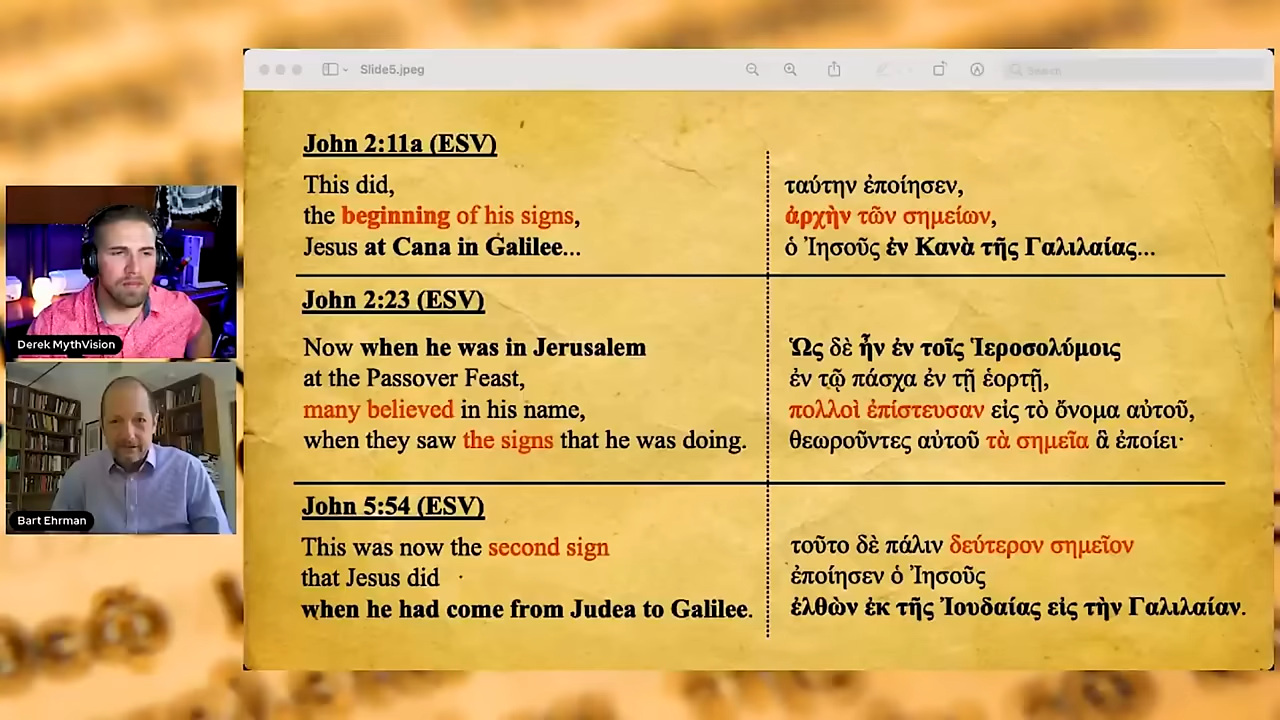 Slide5.jpeg
Search
John 2:11a (ESV)
This did,
the beginning of his signs,
Jesus at Cana in Galilee...
ταύτην ἐποίησεν,
ἀρχὴν τῶν σημείων,
ὁ Ἰησοῦς ἐν Κανὰ τῆς Γαλιλαίας...
John 2:23 (ESV)
Now when he was in Jerusalem
at the Passover Feast,
many believed in his name,
when they saw the signs that he was doing.
Ὡς δὲ ἦν ἐν τοῖς Ἱεροσολύμοις
ἐν τῷ πάσχα ἐν τῇ ἑορτῇ,
πολλοὶ ἐπίστευσαν εἰς τὸ ὄνομα αὐτοῦ,
θεωροῦντες αὐτοῦ τὰ σημεῖα ἃ ἐποίει·
John 5:54 (ESV)
This was now the second sign
that Jesus did
when he had come from Judea to Galilee.
τοῦτο δὲ πάλιν δεύτερον σημεῖον
ἐποίησεν ὁ Ἰησοῦς
ἐλθὼν ἐκ τῆς Ἰουδαίας εἰς τὴν Γαλιλαίαν.
Derek MythVision
Bart Ehrman